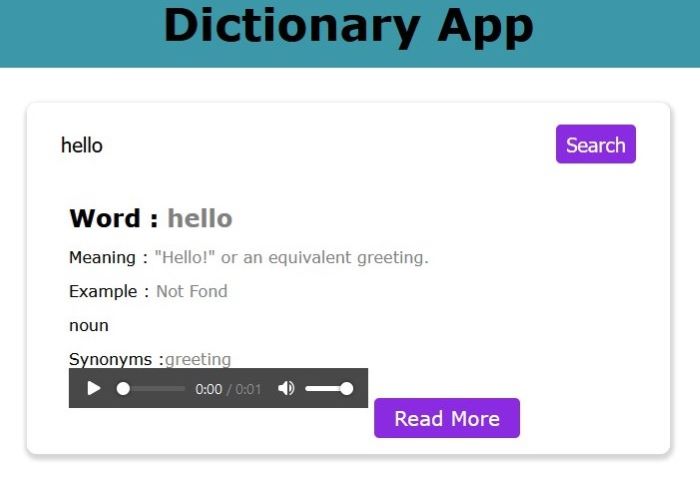 Dictionary App
hello
Search
Word : hello
Meaning : "Hello!" or an equivalent greeting.
Example : Not Fond
noun
Synonyms :greeting
0:00 / 0:01
Read More